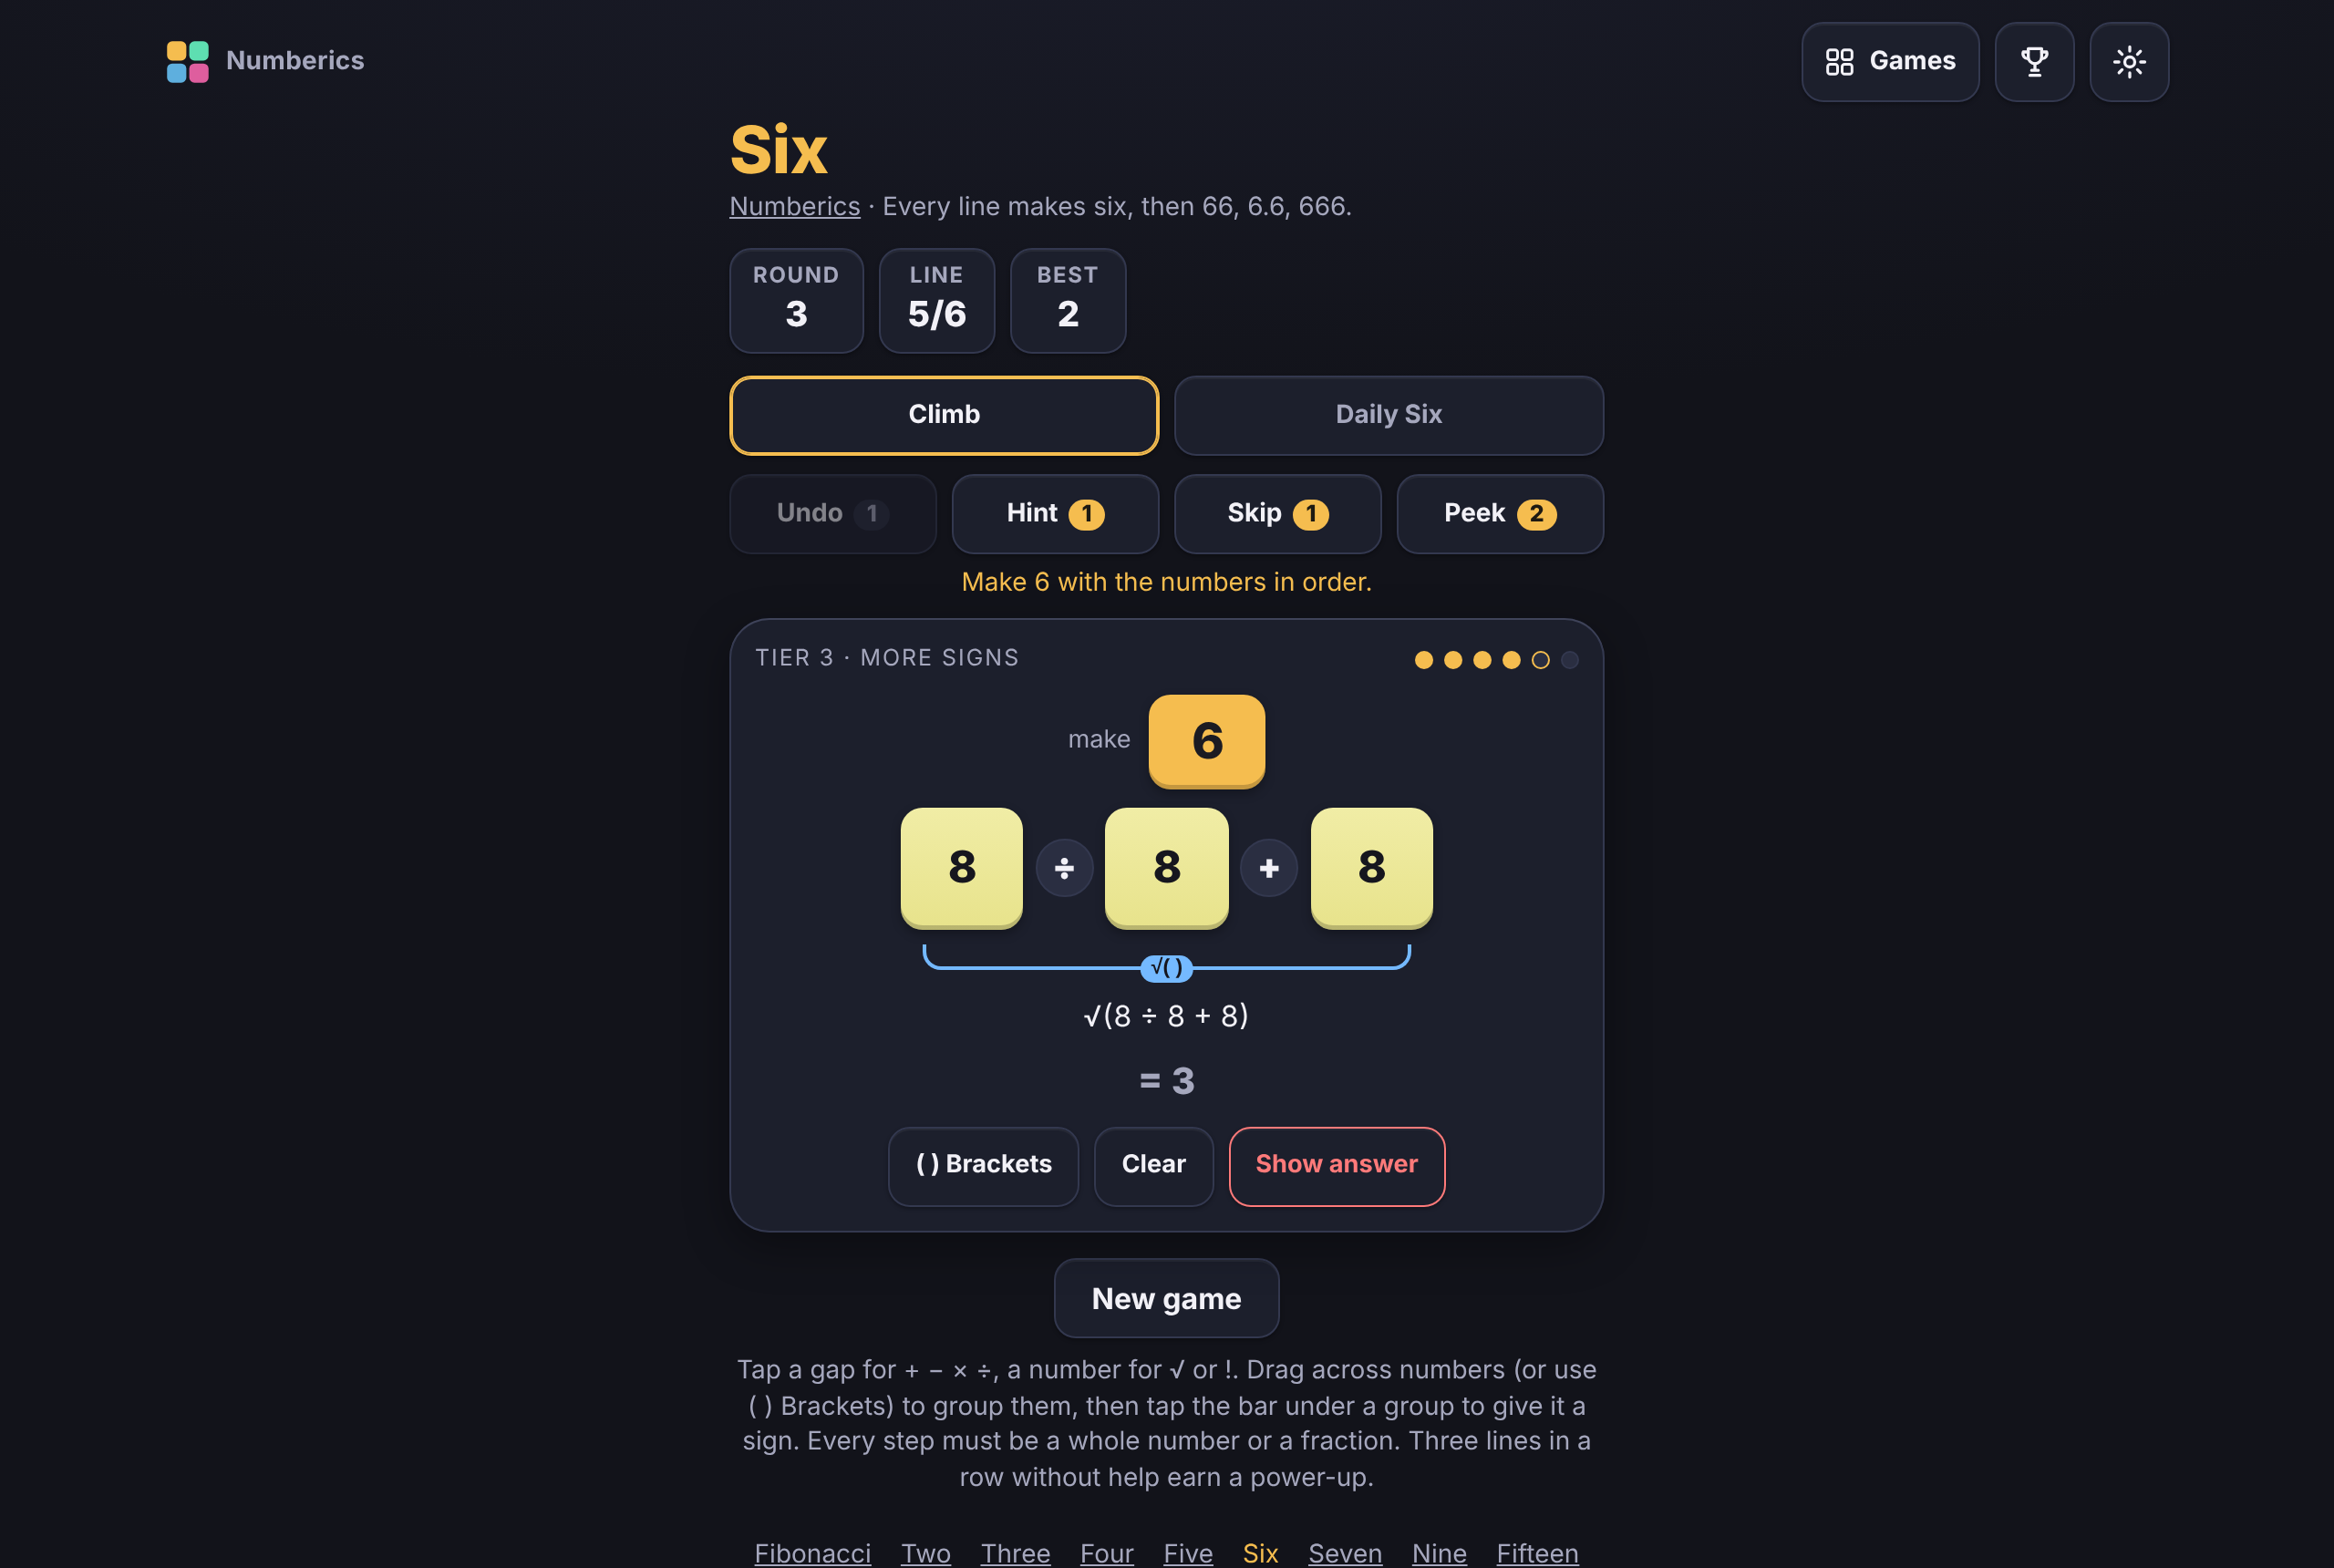 Numberics
Games
Six
Numberics · Every line makes six, then 66, 6.6, 666.
ROUND LINE BEST
3 5/6 2
Climb Daily Six
Undo 1 Hint 1 Skip 1 Peek 2
Make 6 with the numbers in order.
TIER 3 · MORE SIGNS
make 6
8 ÷ 8 + 8
√( )
√(8 ÷ 8 + 8)
= 3
( ) Brackets Clear Show answer
New game
Tap a gap for + − × ÷, a number for √ or !. Drag across numbers (or use
( ) Brackets) to group them, then tap the bar under a group to give it a
sign. Every step must be a whole number or a fraction. Three lines in a
row without help earn a power-up.
Fibonacci Two Three Four Five Six Seven Nine Fifteen